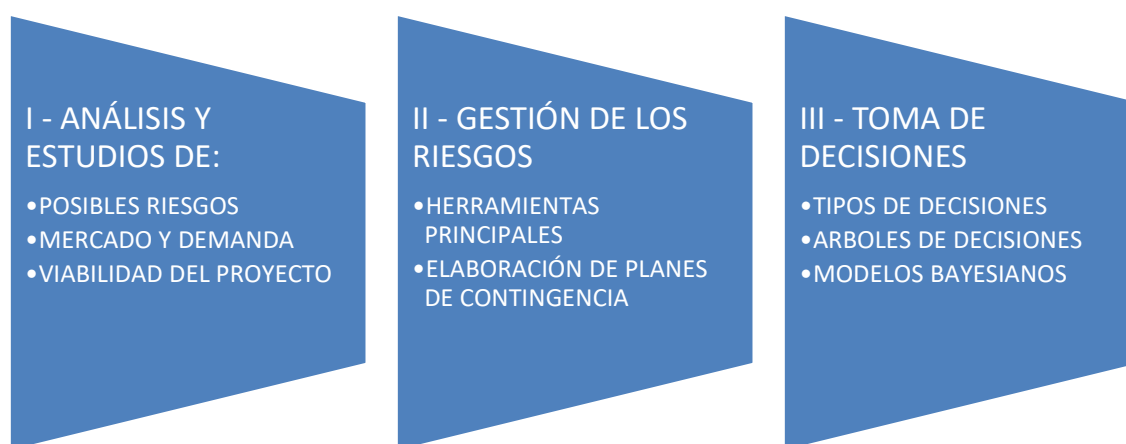 I - ANÁLISIS Y
ESTUDIOS DE:
•POSIBLES RIESGOS
•MERCADO Y DEMANDA
•VIABILIDAD DEL PROYECTO
II - GESTIÓN DE LOS
RIESGOS
•HERRAMIENTAS
PRINCIPALES
•ELABORACIÓN DE PLANES
DE CONTINGENCIA
III - TOMA DE
DECISIONES
•TIPOS DE DECISIONES
•ARBOLES DE DECISIONES
•MODELOS BAYESIANOS